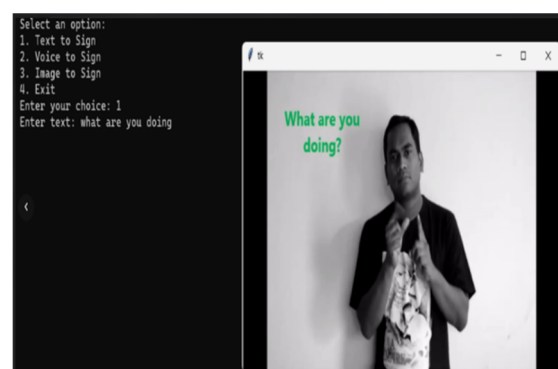 Select an option:
1. Text to Sign
2. Voice to Sign
3. Image to Sign
4. Exit
Enter your choice: 1
Enter text: what are you doing
tk
What are you
doing?